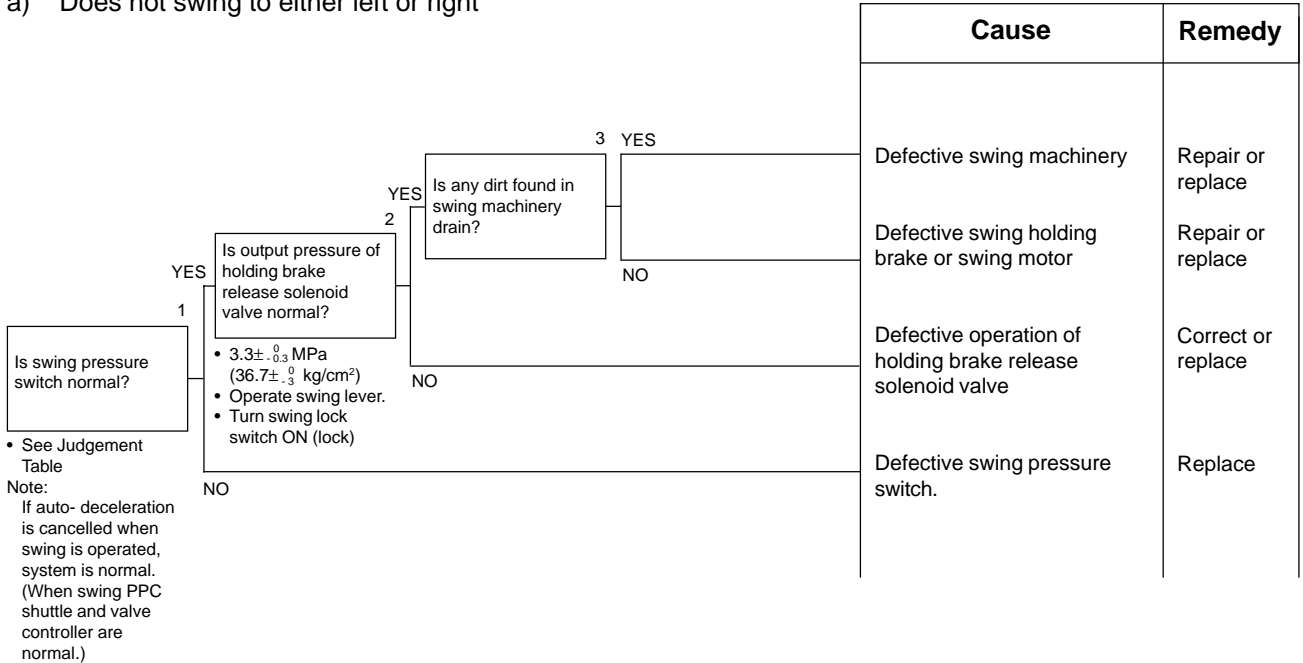 a) Does not swing to either left or right
Cause
Remedy
3 YES
Is any dirt found in
swing machinery
drain?
Defective swing machinery
Repair or
replace
YES
2
Is output pressure of
holding brake
release solenoid
valve normal?
Defective swing holding
brake or swing motor
Repair or
replace
NO
YES
1
Is swing pressure
switch normal?
• 3.3± - 0 0.3 MPa
(36.7± - 0 3 kg/cm²)
• Operate swing lever.
• Turn swing lock
switch ON (lock)
NO
Defective operation of
holding brake release
solenoid valve
Correct or
replace
• See Judgement
Table
Note:
If auto- deceleration
is cancelled when
swing is operated,
system is normal.
(When swing PPC
shuttle and valve
controller are
normal.)
NO
Defective swing pressure
switch.
Replace